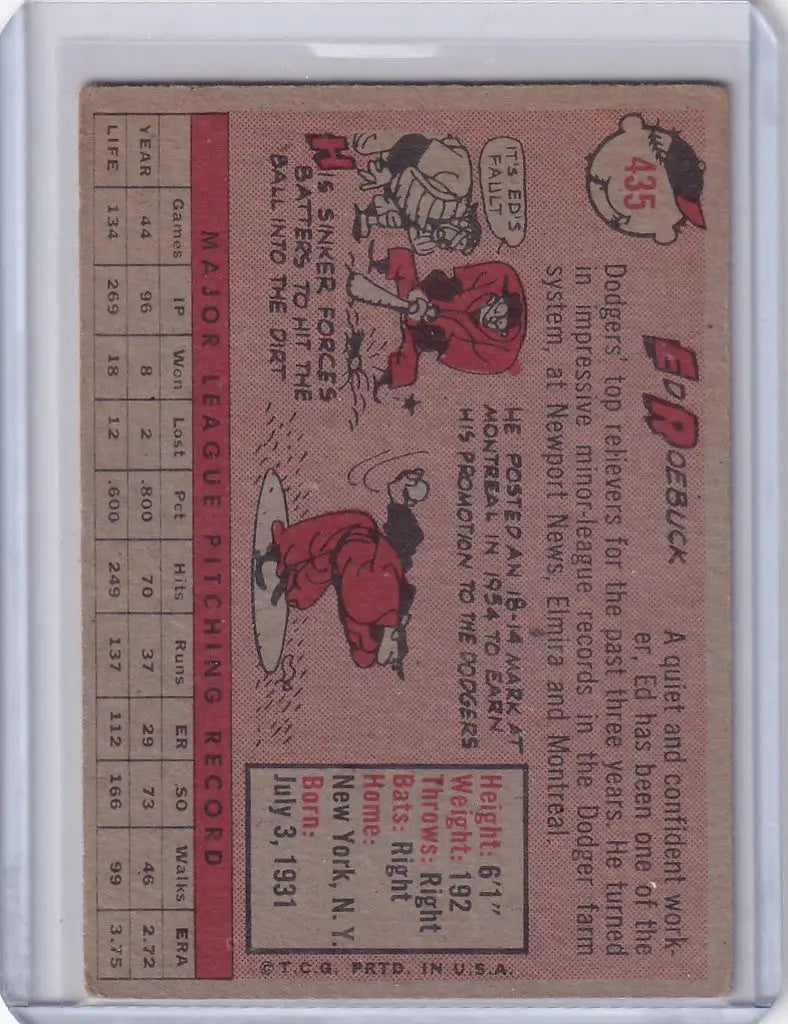 435
ED ROEBUCK
A quiet and confident work-
er, Ed has been one of the
Dodgers' top relievers for the past three years. He turned
in impressive minor-league records in the Dodger farm
system, at Newport News, Elmira and Montreal.
IT'S ED'S
FAULT
HIS SINKER FORCES
BATTERS TO HIT THE
BALL INTO THE DIRT
HE POSTED AN 18-14 MARK AT
MONTREAL IN 1954 TO EARN
HIS PROMOTION TO THE DODGERS
Height: 6'1"
Weight: 192
Throws: Right
Bats: Right
Home:
New York, N. Y.
Born:
July 3, 1931
© T.C.G. PRTD. IN U.S.A.
MAJOR LEAGUE PITCHING RECORD
Games IP Won Lost Pct Hits Runs ER SO Walks ERA
YEAR 44 96 8 2 .800 70 37 29 73 46 2.72
LIFE 134 269 18 12 .600 249 137 112 166 99 3.75